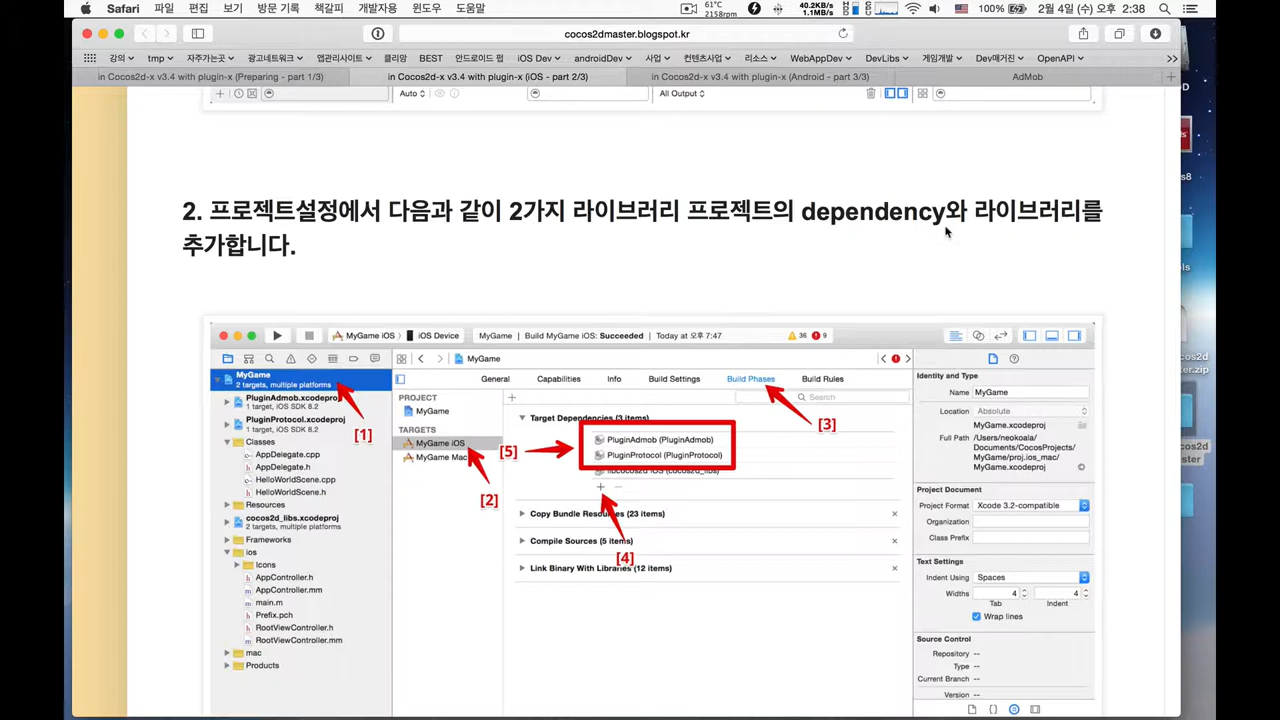 Safari 파일 편집 보기 방문 기록 책갈피 개발자용 윈도우 도움말 61°C 2158rpm 40.2KB/s 1.1MB/s 100% 2월 4일 (수) 오후 2:38
cocos2dmaster.blogspot.kr
강의 tmp 자주가는곳 광고네트워크 앱관리사이트 클리앙 BEST 안드로이드 펍 iOS Dev androidDev 업무 컨텐츠사업 리소스 WebAppDev DevLibs 게임개발 Dev매거진 OpenAPI
in Cocos2d-x v3.4 with plugin-x (Preparing - part 1/3) in Cocos2d-x v3.4 with plugin-x (iOS - part 2/3) in Cocos2d-x v3.4 with plugin-x (Android - part 3/3) AdMob
Auto All Output
2. 프로젝트설정에서 다음과 같이 2가지 라이브러리 프로젝트의 dependency와 라이브러리를
추가합니다.
MyGame iOS iOS Device MyGame Build MyGame iOS: Succeeded Today at 오후 7:47 36 9
MyGame
MyGame
2 targets, multiple platforms
PluginAdmob.xcodeproj
1 target, iOS SDK 8.2
PluginProtocol.xcodeproj
1 target, iOS SDK 8.2
Classes
AppDelegate.cpp
AppDelegate.h
HelloWorldScene.cpp
HelloWorldScene.h
Resources
cocos2d_libs.xcodeproj
2 targets, multiple platforms
Frameworks
ios
Icons
AppController.h
AppController.mm
main.m
Prefix.pch
RootViewController.h
RootViewController.mm
mac
Products
[1]
General Capabilities Info Build Settings Build Phases Build Rules
PROJECT
MyGame
TARGETS
MyGame iOS
MyGame Mac
[2]
Search
[3]
Target Dependencies (3 items)
PluginAdmob (PluginAdmob)
[5]
PluginProtocol (PluginProtocol)
libcocos2d iOS (cocos2d_libs)
Copy Bundle Resources (23 items)
Compile Sources (5 items)
[4]
Link Binary With Libraries (12 items)
Identity and Type
Name MyGame
Location Absolute
MyGame.xcodeproj
Full Path /Users/neokoala/
Documents/CocosProjects/
MyGame/proj.ios_mac/
MyGame.xcodeproj
Project Document
Project Format Xcode 3.2-compatible
Organization
Class Prefix
Text Settings
Indent Using Spaces
Widths 4 4
Tab Indent
Wrap lines
Source Control
Repository --
Type --
Current Branch --
Version --